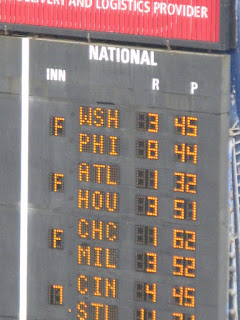 DELIVERY AND LOGISTICS PROVIDER
NATIONAL
INN R P
F WSH 3 45
PHI 8 44
F ATL 1 32
HOU 3 51
F CHC 1 62
MIL 3 52
CIN 4 45
STL